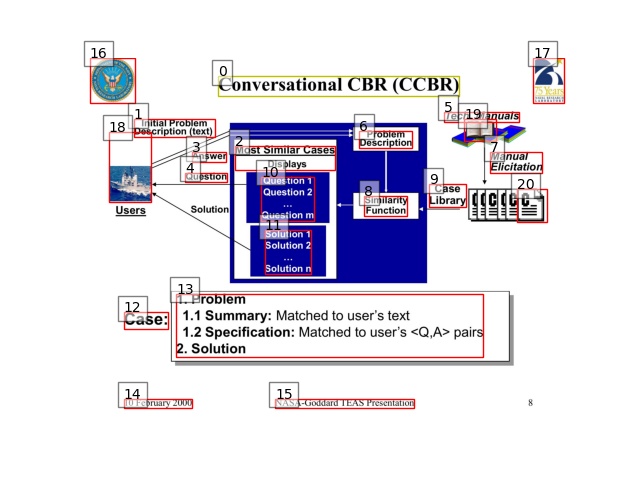 Conversational CBR (CCBR)
75 Years
Tech Manuals
Initial Problem
Description (text)
Problem
Description
Most Similar Cases
Answer
Displays
Manual
Elicitation
Question
Question 1
Question 2
…
Question m
Case
Library
Similarity
Function
Users
Solution
Solution 1
Solution 2
…
Solution n
Case:
1. Problem
1.1 Summary: Matched to user's text
1.2 Specification: Matched to user's <Q,A> pairs
2. Solution
10 February 2000
NASA-Goddard TEAS Presentation
8
0
1
2
3
4
5
6
7
8
9
10
11
12
13
14
15
16
17
18
19
20